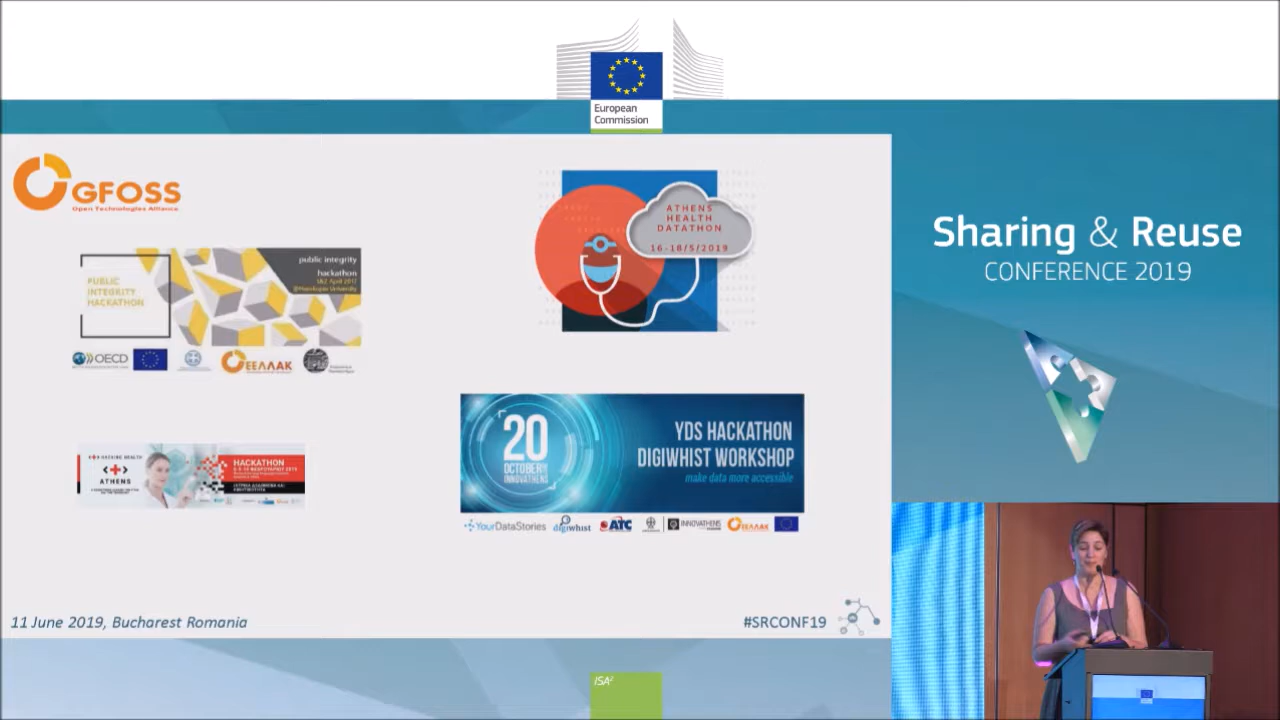 European
Commission
GFOSS
Open Technologies Alliance
PUBLIC
INTEGRITY
HACKATHON
public integrity
hackathon
OECD
ΕΕΛΛΑΚ
ATHENS
HEALTH
DATATHON
16-18/5/2019
HACKING HEALTH
ATHENS
HACKATHON
20
OCTOBER
INNOVATHENS
YDS HACKATHON
DIGIWHIST WORKSHOP
make data more accessible
YourDataStories
digiwhist
ATC
INNOVATHENS
ΕΕΛΛΑΚ
11 June 2019, Bucharest Romania
#SRCONF19
Sharing & Reuse
CONFERENCE 2019
ISA²